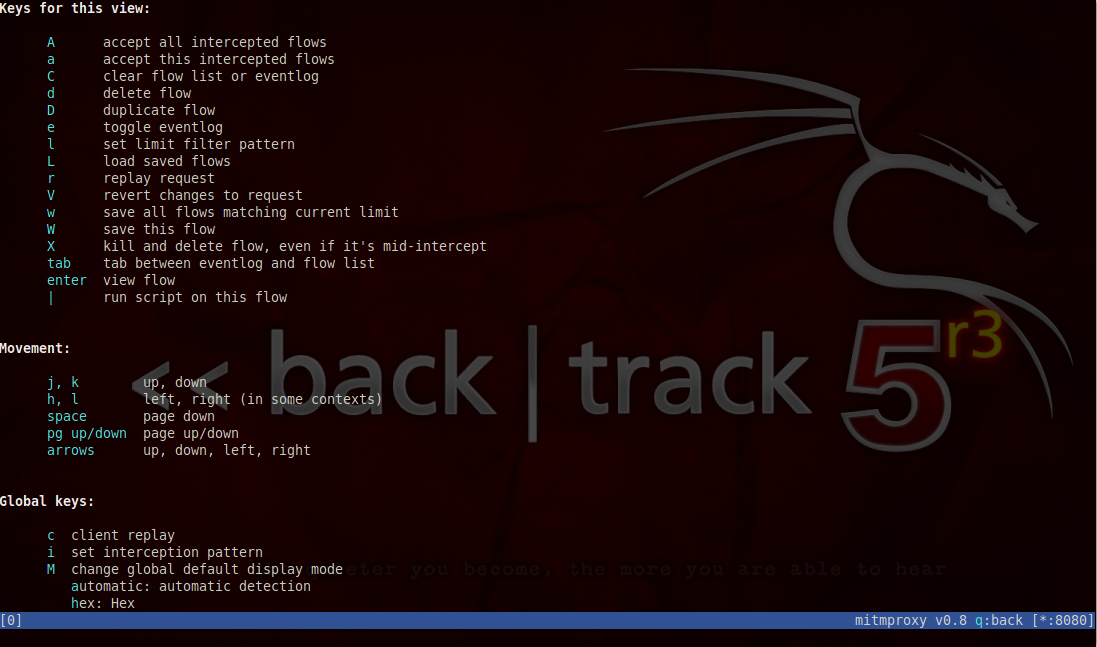 Keys for this view:
A accept all intercepted flows
a accept this intercepted flows
C clear flow list or eventlog
d delete flow
D duplicate flow
e toggle eventlog
l set limit filter pattern
L load saved flows
r replay request
V revert changes to request
w save all flows matching current limit
W save this flow
X kill and delete flow, even if it's mid-intercept
tab tab between eventlog and flow list
enter view flow
| run script on this flow
Movement:
j, k up, down
h, l left, right (in some contexts)
space page down
pg up/down page up/down
arrows up, down, left, right
<< back | track 5 r3
Global keys:
c client replay
i set interception pattern
M change global default display mode
you become, the more you are able to hear
automatic: automatic detection
hex: Hex
[0] mitmproxy v0.8 q:back [*:8080]